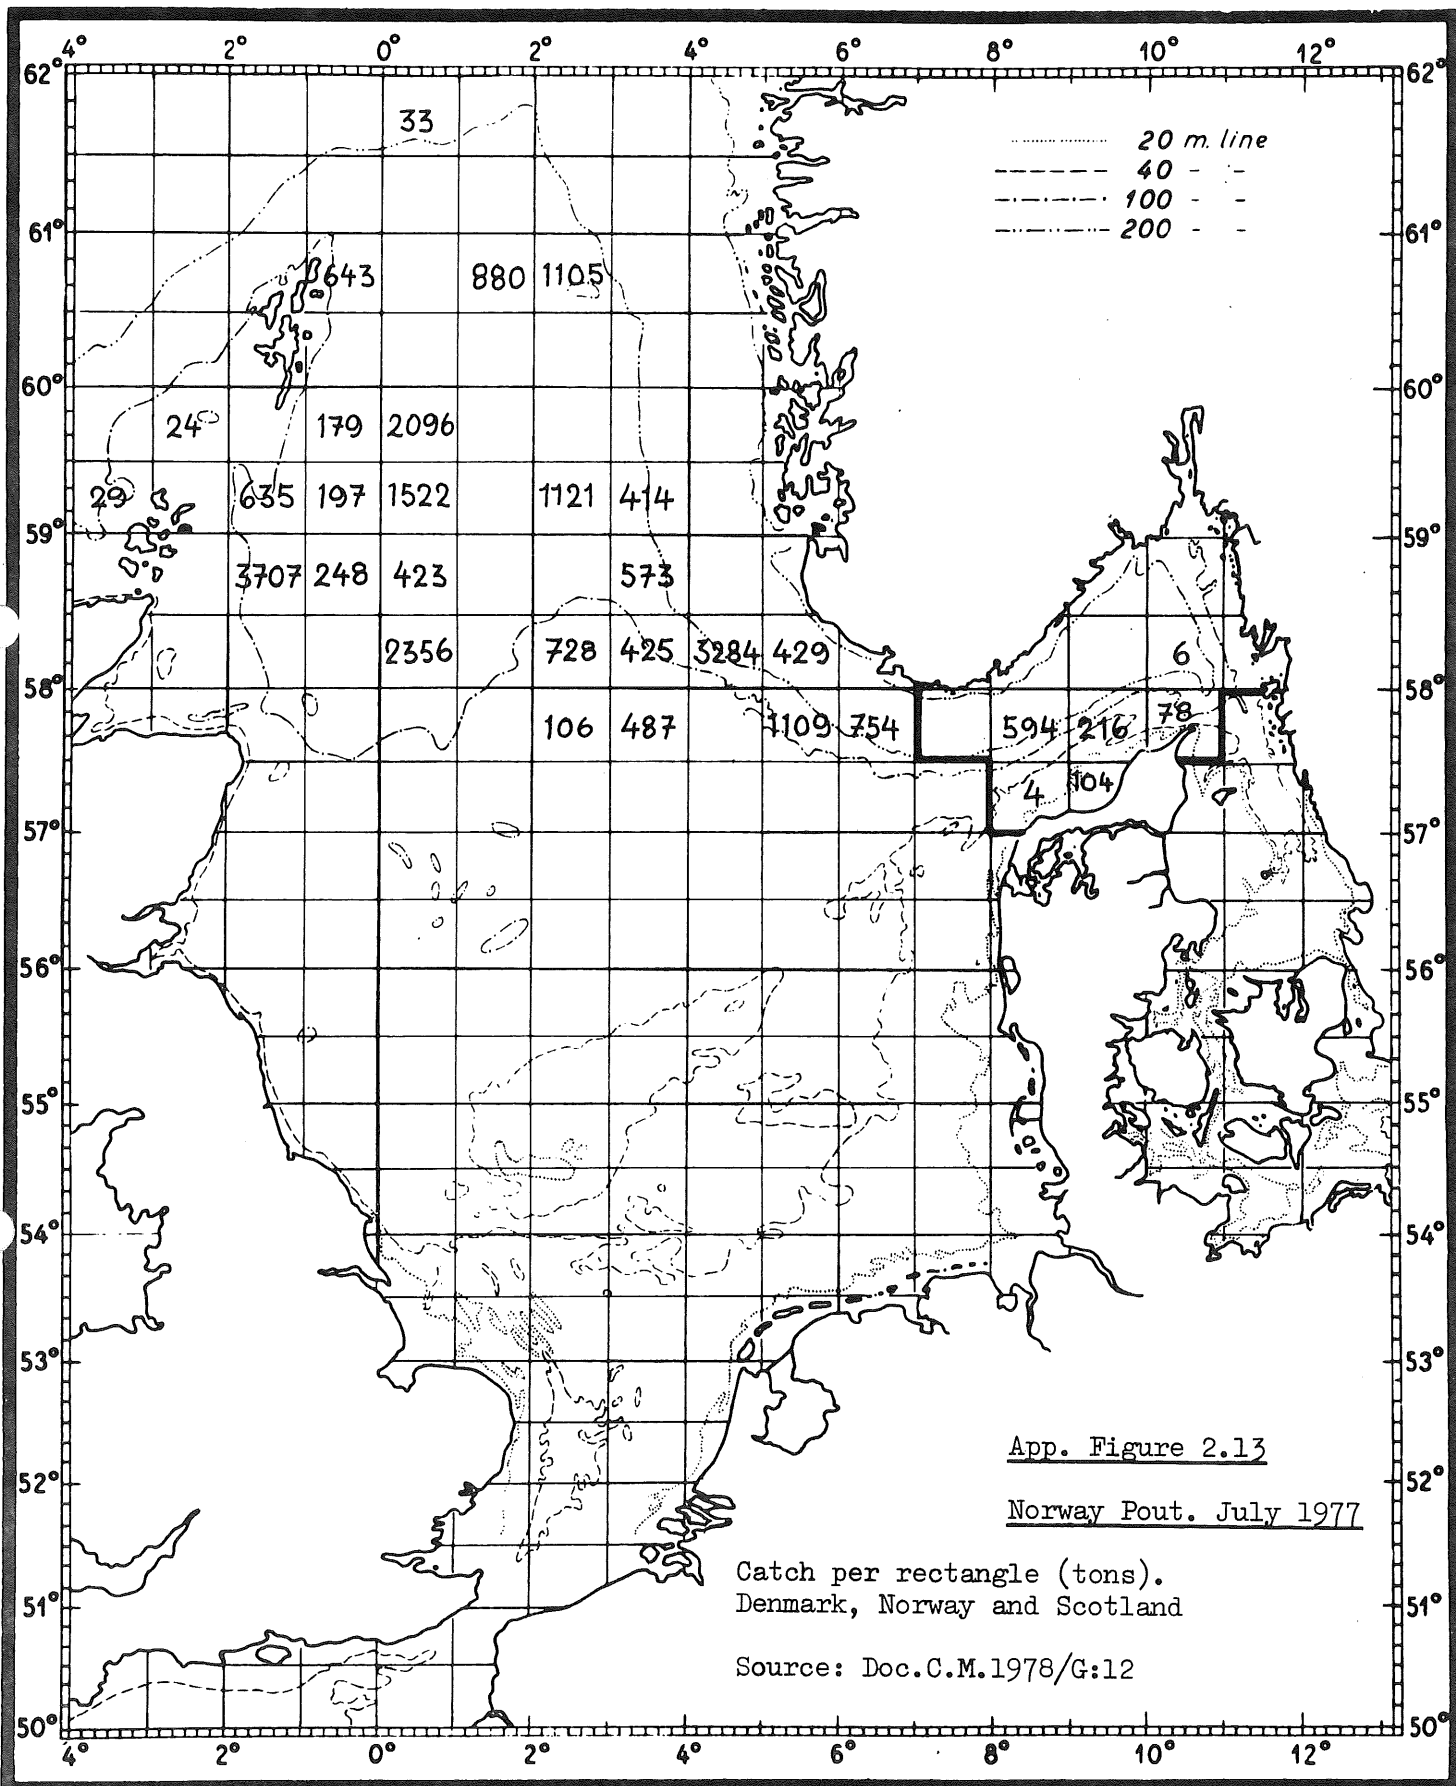 4° 2° 0° 2° 4° 6° 8° 10° 12°
62° 62°
33
20 m. line
40 - -
100 - -
200 - -
61° 61°
643 880 1105
60° 60°
24 179 2096
29 635 197 1522 1121 414
59° 59°
3707 248 423 573
2356 728 425 3284 429 6
58° 58°
106 487 1109 754 594 216 78
4 104
57° 57°
56° 56°
55° 55°
54° 54°
53° 53°
App. Figure 2.13
52° 52°
Norway Pout. July 1977
Catch per rectangle (tons).
Denmark, Norway and Scotland
51° 51°
Source: Doc.C.M.1978/G:12
50° 50°
4° 2° 0° 2° 4° 6° 8° 10° 12°